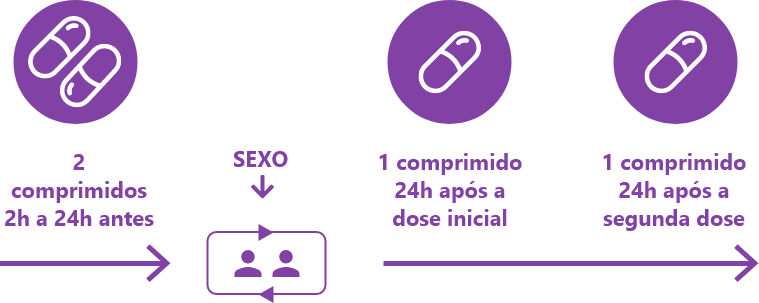 2
comprimidos
2h a 24h antes
SEXO
1 comprimido
24h após a
dose inicial
1 comprimido
24h após a
segunda dose